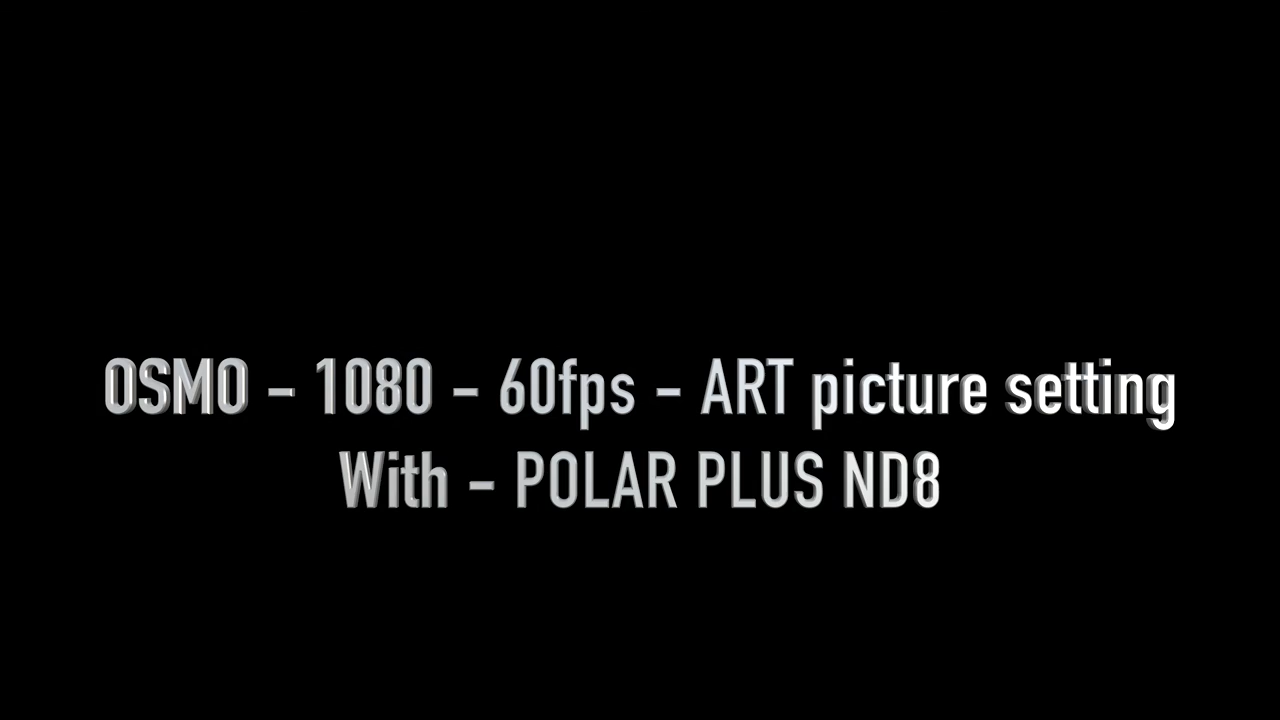 OSMO - 1080 - 60fps - ART picture setting
With - POLAR PLUS ND8